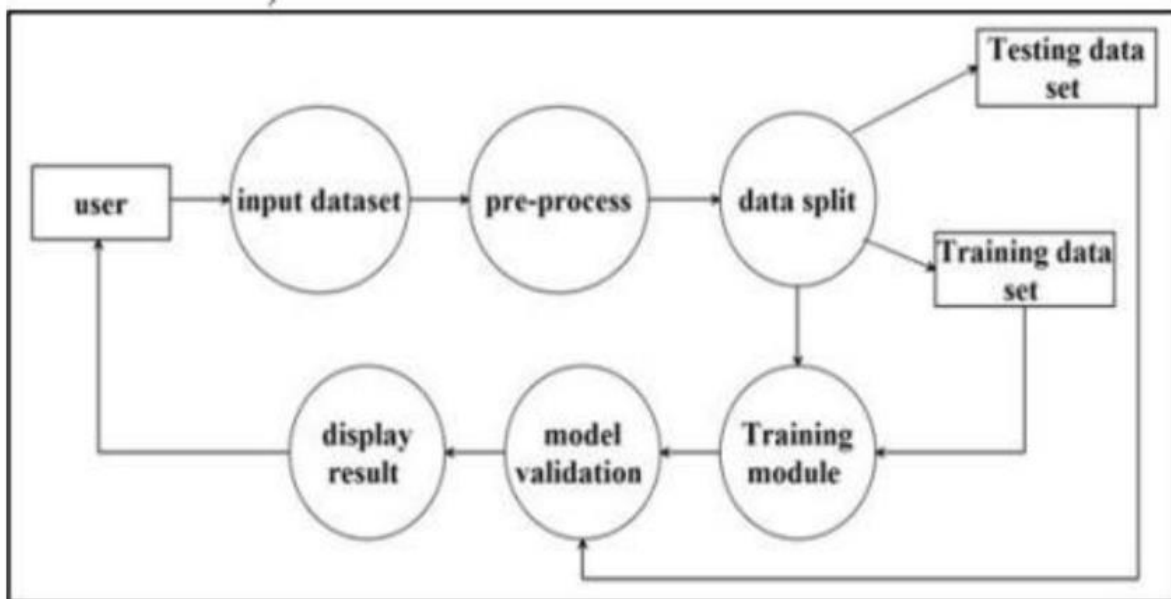 Testing data
set
user
input dataset
pre-process
data split
Training data
set
display
result
model
validation
Training
module